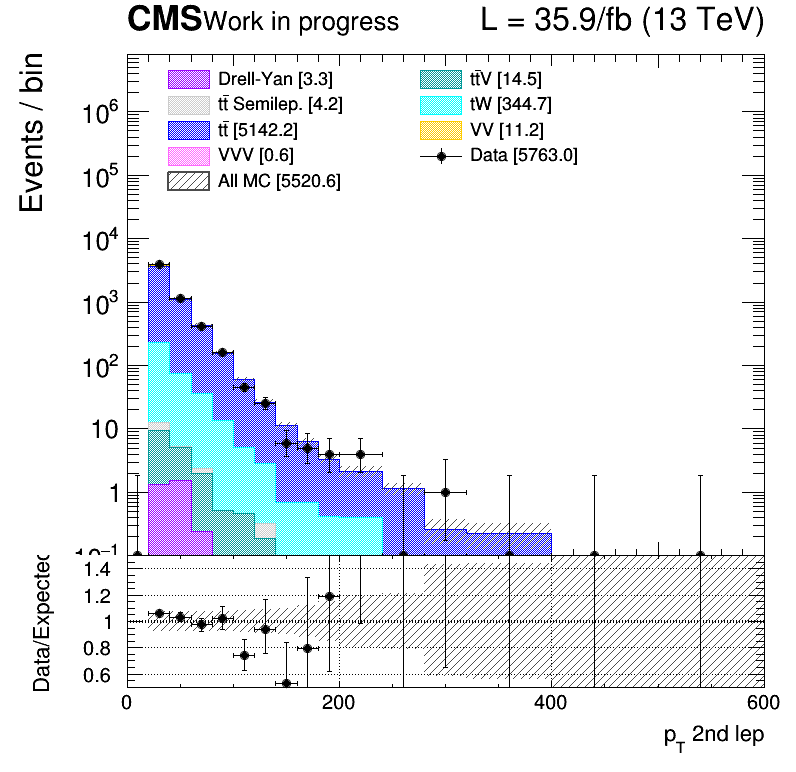 CMS Work in progress L = 35.9/fb (13 TeV)
Events / bin
Drell-Yan [3.3]
tt̄ Semilep. [4.2]
tt̄ [5142.2]
VVV [0.6]
All MC [5520.6]
tt̄V [14.5]
tW [344.7]
VV [11.2]
Data [5763.0]
10⁶
10⁵
10⁴
10³
10²
10
1
10⁻¹
Data/Expected
1.4
1.2
1
0.8
0.6
0 200 400 600
p_T 2nd lep